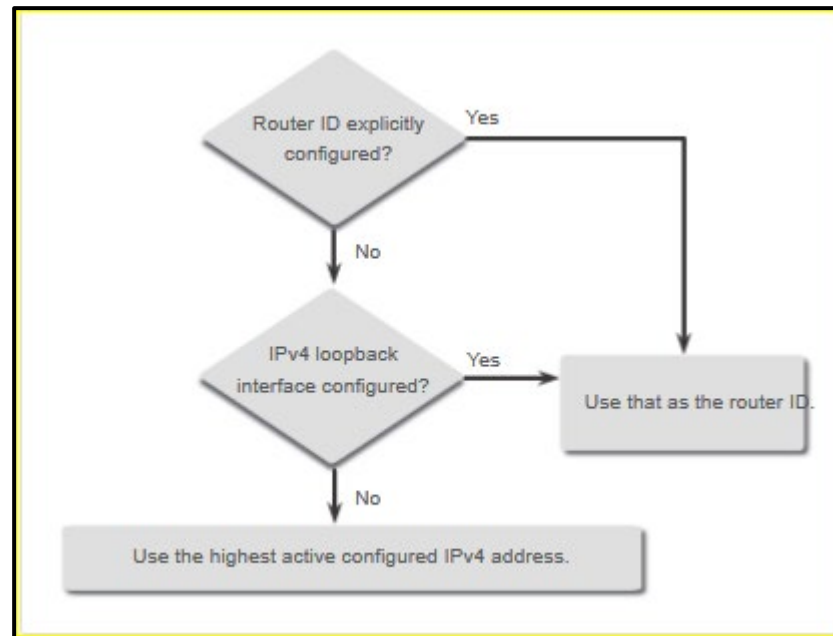 Router ID explicitly
configured?
Yes
No
IPv4 loopback
interface configured?
Yes
Use that as the router ID.
No
Use the highest active configured IPv4 address.